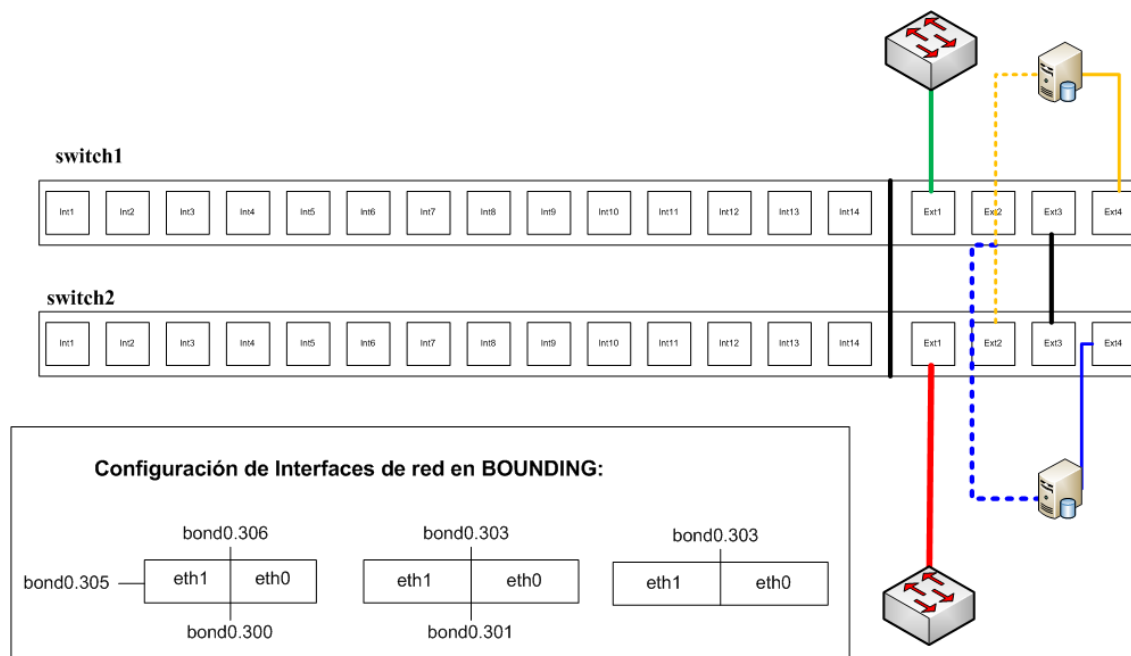 switch1
Int1 Int2 Int3 Int4 Int5 Int6 Int7 Int8 Int9 Int10 Int11 Int12 Int13 Int14 Ext1 Ext2 Ext3 Ext4
switch2
Int1 Int2 Int3 Int4 Int5 Int6 Int7 Int8 Int9 Int10 Int11 Int12 Int13 Int14 Ext1 Ext2 Ext3 Ext4
Configuración de Interfaces de red en BOUNDING:
bond0.306 bond0.303 bond0.303
bond0.305 eth1 eth0 eth1 eth0 eth1 eth0
bond0.300 bond0.301